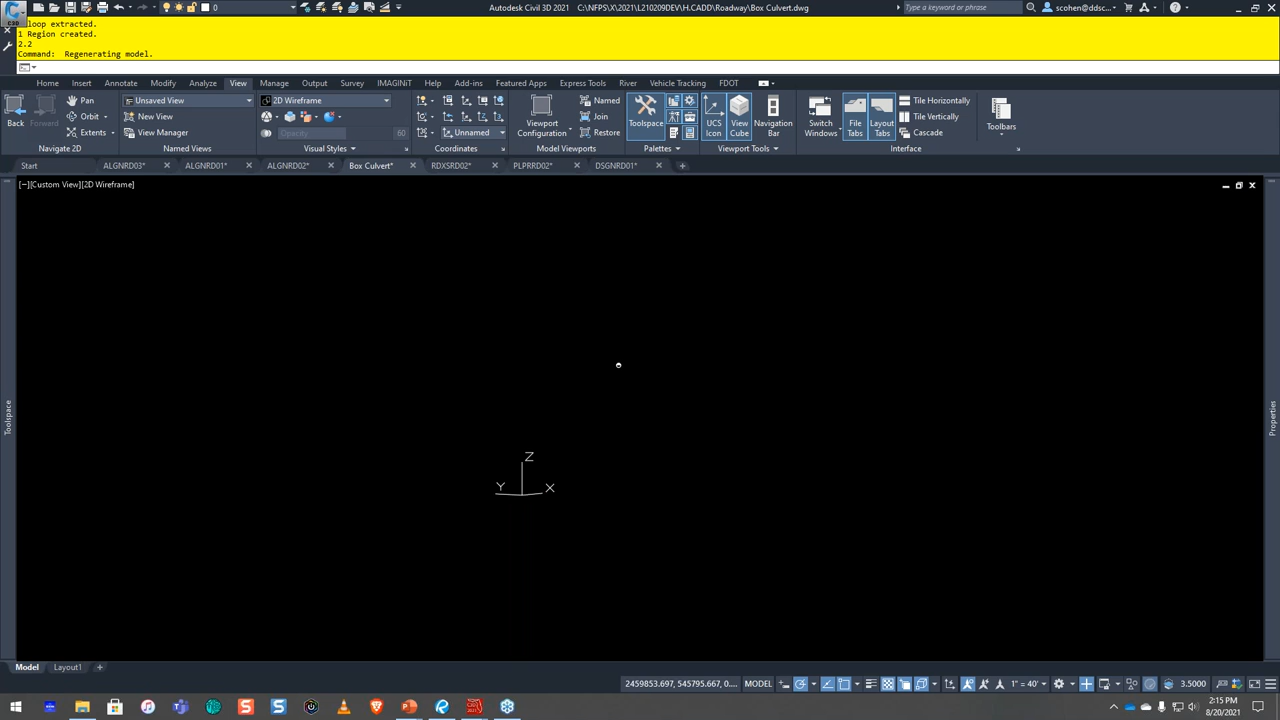 0
Autodesk Civil 3D 2021 C:\NFPS\X\2021\L210209DEV\H.CADD\Roadway\Box Culvert.dwg
Type a keyword or phrase
scohen@ddsc...
C3D
loop extracted.
1 Region created.
2.2
Command: Regenerating model.
Home Insert Annotate Modify Analyze View Manage Output Survey IMAGINiT Help Add-ins Featured Apps Express Tools River Vehicle Tracking FDOT
Back Forward Pan Orbit Extents
Unsaved View New View View Manager
2D Wireframe Opacity 60
Unnamed
Viewport Configuration Named Join Restore
Toolspace
UCS Icon View Cube Navigation Bar
Switch Windows File Tabs Layout Tabs Tile Horizontally Tile Vertically Cascade
Toolbars
Navigate 2D Named Views Visual Styles Coordinates Model Viewports Palettes Viewport Tools Interface
Start ALGNRD03* ALGNRD01* ALGNRD02* Box Culvert* RDXSRD02* PLPRRD02* DSGNRD01*
[−][Custom View][2D Wireframe]
Toolspace
Properties
Z
Y X
Model Layout1
2459853.697, 545795.667, 0.... MODEL 1" = 40' 3.5000
2:15 PM
8/20/2021